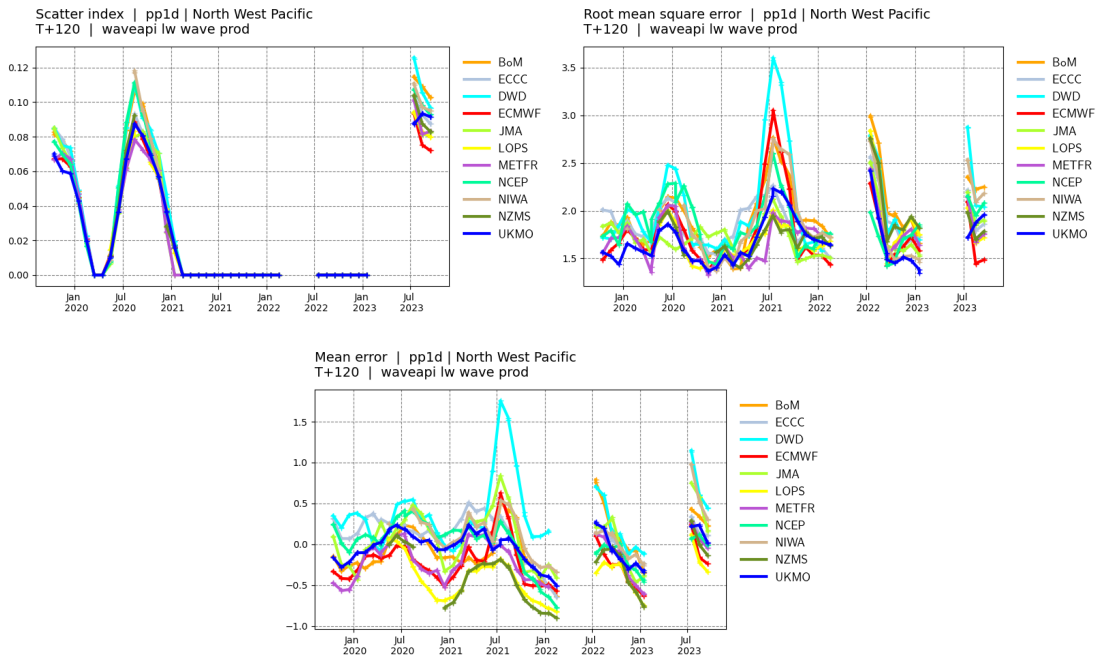 Scatter index | pp1d | North West Pacific
T+120 | waveapi lw wave prod
0.12
0.10
0.08
0.06
0.04
0.02
0.00
Jan
2020
Jul
2020
Jan
2021
Jul
2021
Jan
2022
Jul
2022
Jan
2023
Jul
2023
BoM
ECCC
DWD
ECMWF
JMA
LOPS
METFR
NCEP
NIWA
NZMS
UKMO
Root mean square error | pp1d | North West Pacific
T+120 | waveapi lw wave prod
3.5
3.0
2.5
2.0
1.5
Jan
2020
Jul
2020
Jan
2021
Jul
2021
Jan
2022
Jul
2022
Jan
2023
Jul
2023
BoM
ECCC
DWD
ECMWF
JMA
LOPS
METFR
NCEP
NIWA
NZMS
UKMO
Mean error | pp1d | North West Pacific
T+120 | waveapi lw wave prod
1.5
1.0
0.5
0.0
−0.5
−1.0
Jan
2020
Jul
2020
Jan
2021
Jul
2021
Jan
2022
Jul
2022
Jan
2023
Jul
2023
BoM
ECCC
DWD
ECMWF
JMA
LOPS
METFR
NCEP
NIWA
NZMS
UKMO